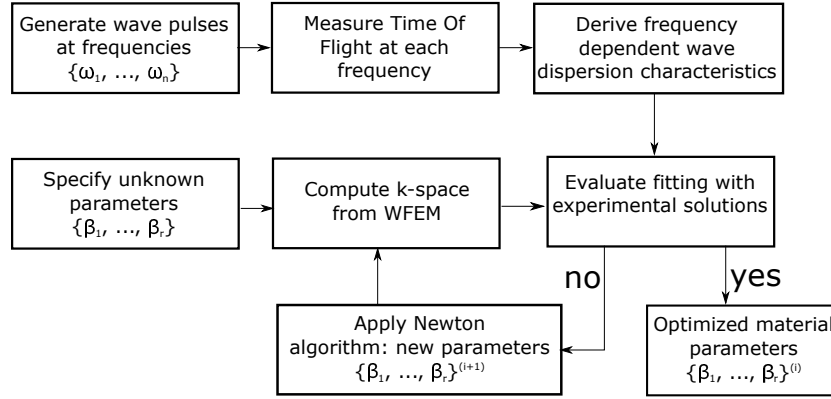 Generate wave pulses
at frequencies
{ω₁, ..., ωₙ}
Measure Time Of
Flight at each
frequency
Derive frequency
dependent wave
dispersion characteristics
Specify unknown
parameters
{β₁, ..., βᵣ}
Compute k-space
from WFEM
Evaluate fitting with
experimental solutions
no
yes
Apply Newton
algorithm: new parameters
{β₁, ..., βᵣ}⁽ⁱ⁺¹⁾
Optimized material
parameters
{β₁, ..., βᵣ}⁽ⁱ⁾